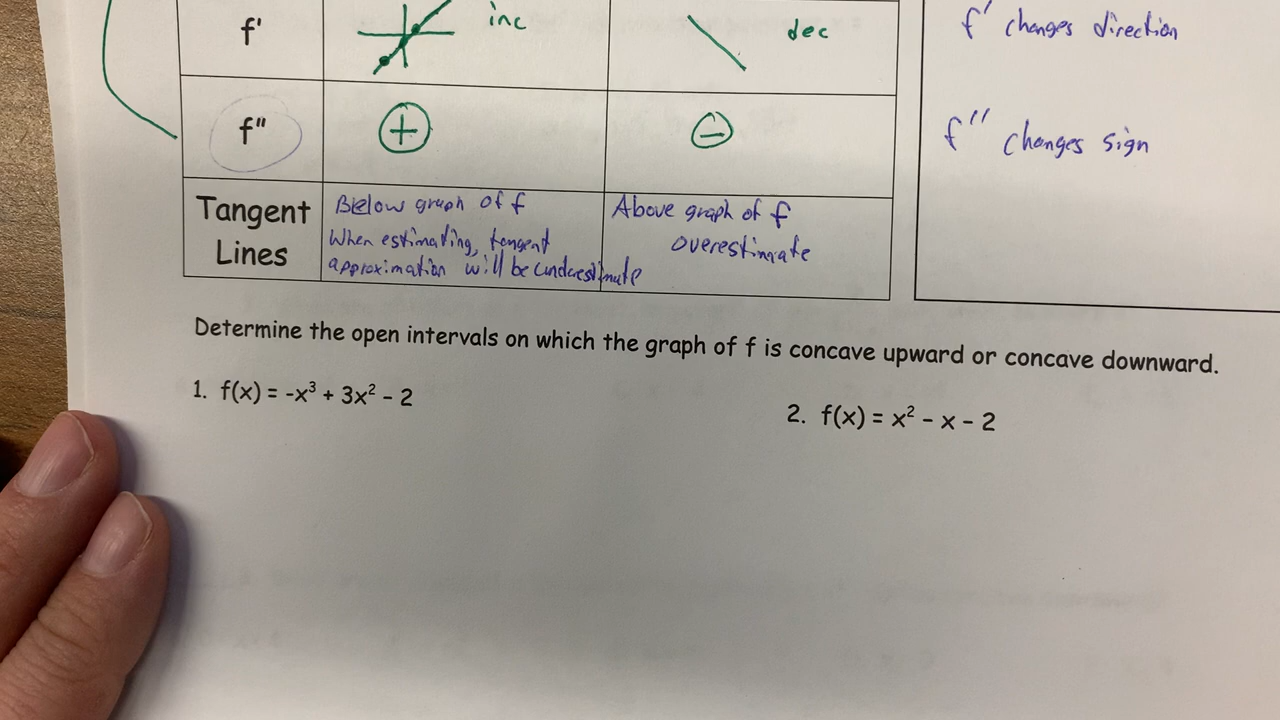 f' inc dec
f' changes direction
f" + −
f'' changes sign
Tangent Lines
Below graph of f
When estimating, tangent
approximation will be underestimate
Above graph of f
overestimate
Determine the open intervals on which the graph of f is concave upward or concave downward.
1. f(x) = -x³ + 3x² - 2
2. f(x) = x² - x - 2